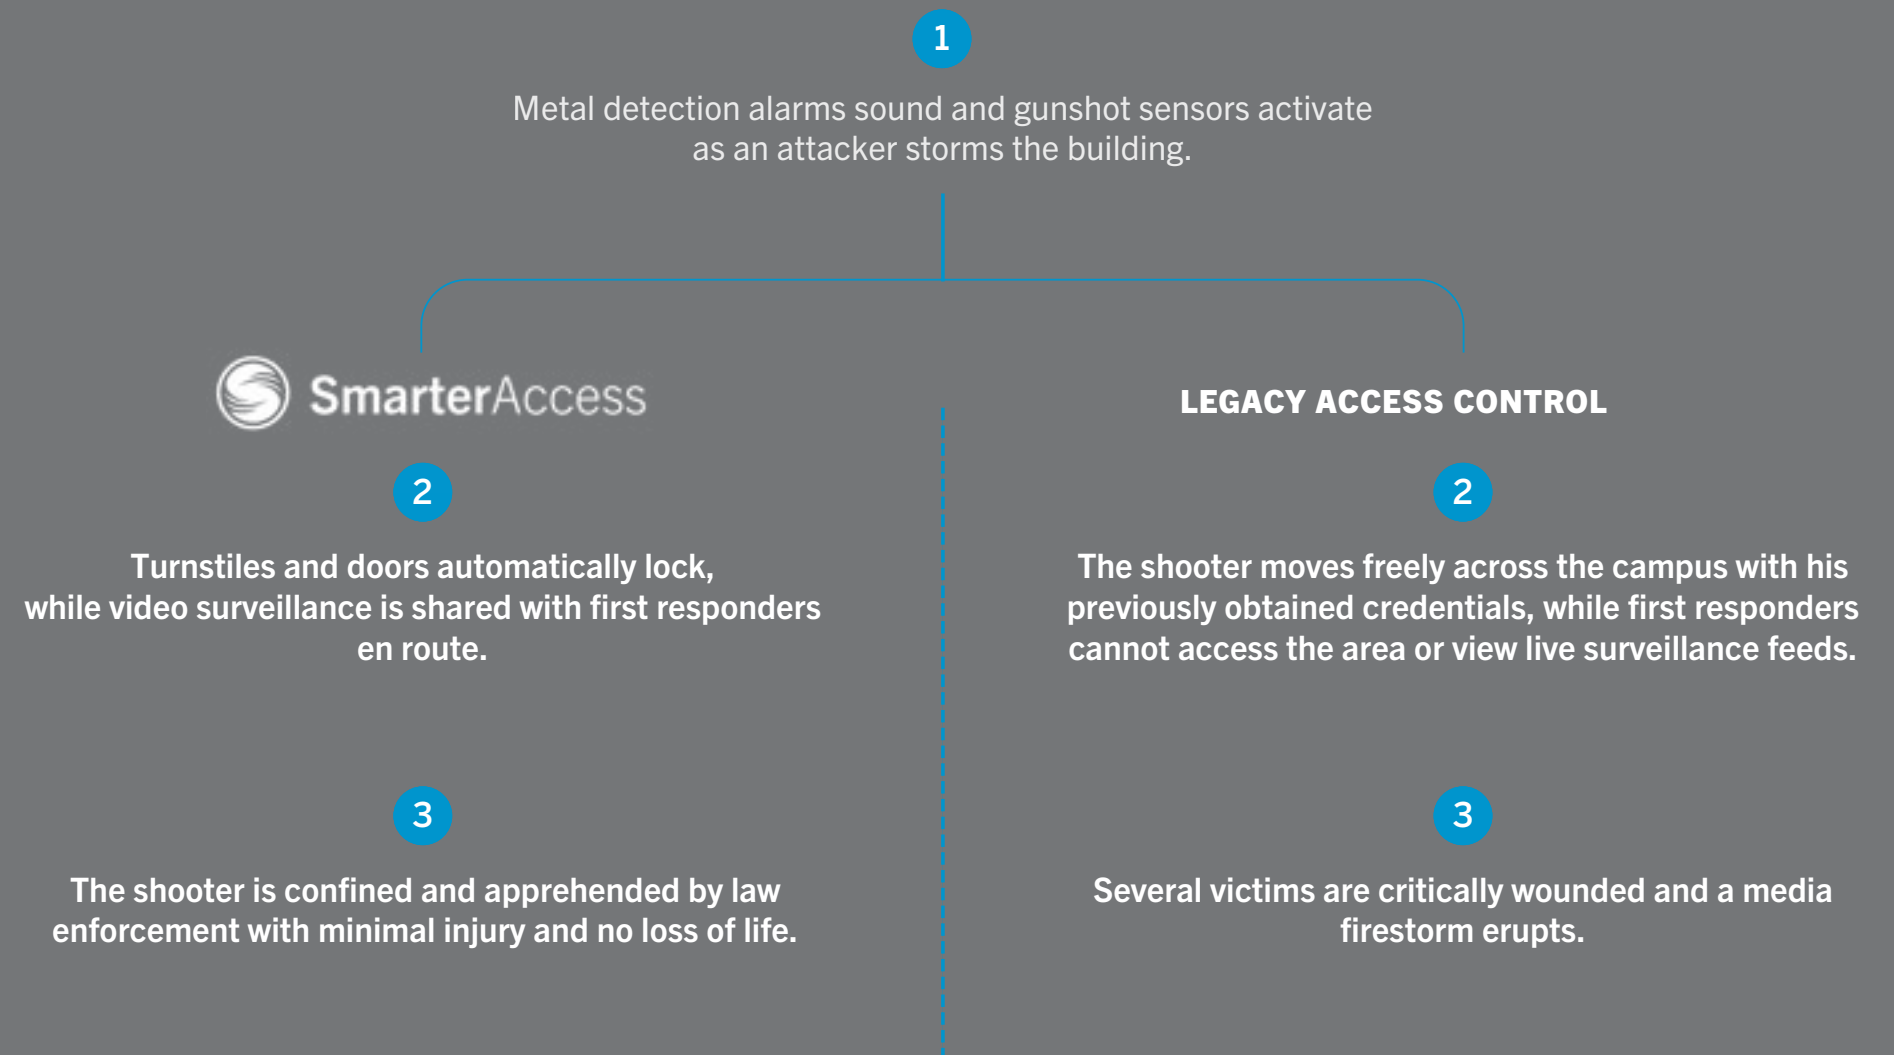 1
Metal detection alarms sound and gunshot sensors activate
as an attacker storms the building.
SmarterAccess
2
Turnstiles and doors automatically lock,
while video surveillance is shared with first responders
en route.
3
The shooter is confined and apprehended by law
enforcement with minimal injury and no loss of life.
LEGACY ACCESS CONTROL
2
The shooter moves freely across the campus with his
previously obtained credentials, while first responders
cannot access the area or view live surveillance feeds.
3
Several victims are critically wounded and a media
firestorm erupts.